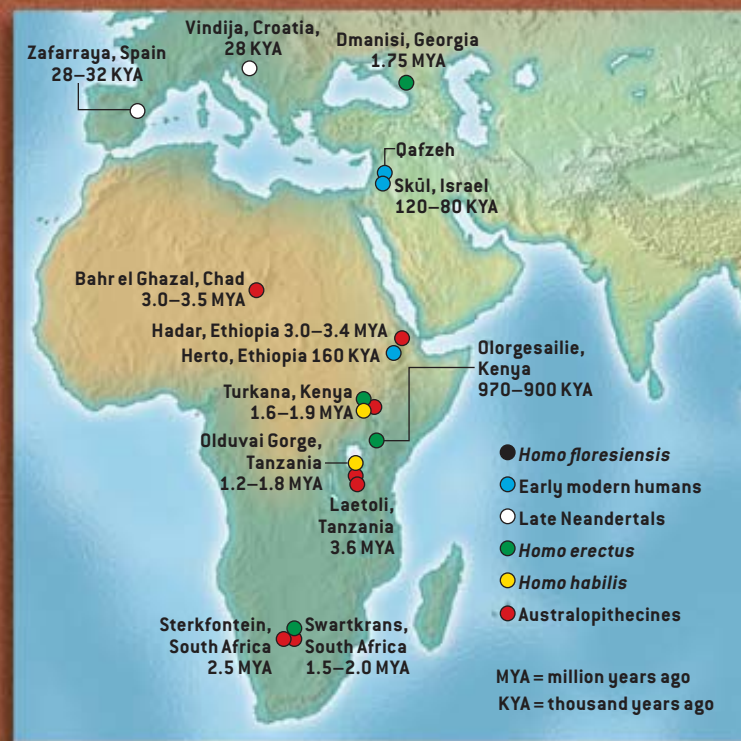 Vindija, Croatia,
28 KYA
Zafarraya, Spain
28–32 KYA
Dmanisi, Georgia
1.75 MYA
Qafzeh
Skūl, Israel
120–80 KYA
Bahr el Ghazal, Chad
3.0–3.5 MYA
Hadar, Ethiopia 3.0–3.4 MYA
Herto, Ethiopia 160 KYA
Olorgesailie,
Kenya
970–900 KYA
Turkana, Kenya
1.6–1.9 MYA
Olduvai Gorge,
Tanzania
1.2–1.8 MYA
Laetoli,
Tanzania
3.6 MYA
Sterkfontein,
South Africa
2.5 MYA
Swartkrans,
South Africa
1.5–2.0 MYA
Homo floresiensis
Early modern humans
Late Neandertals
Homo erectus
Homo habilis
Australopithecines
MYA = million years ago
KYA = thousand years ago